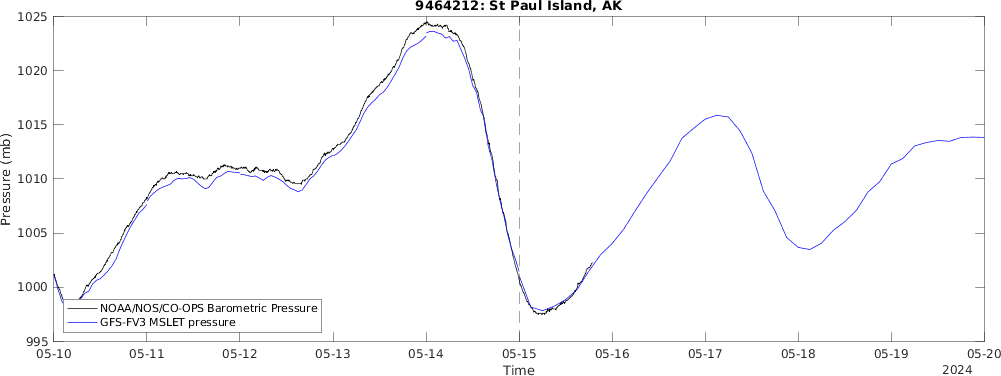 9464212: St Paul Island, AK
1025
1020
1015
1010
1005
1000
995
Pressure (mb)
NOAA/NOS/CO-OPS Barometric Pressure
GFS-FV3 MSLET pressure
05-10 05-11 05-12 05-13 05-14 05-15 05-16 05-17 05-18 05-19 05-20
Time
2024